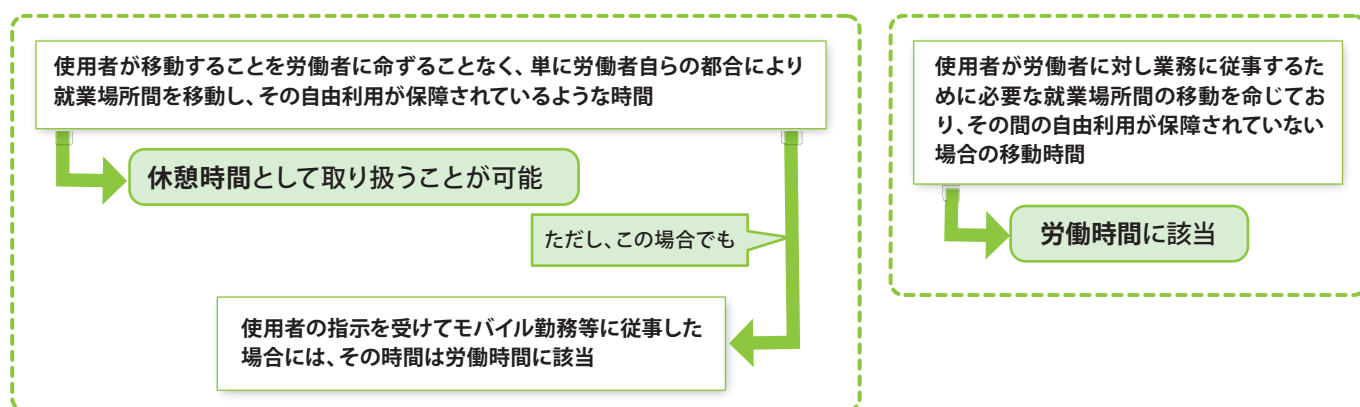 使用者が移動することを労働者に命ずることなく、単に労働者自らの都合により
就業場所間を移動し、その自由利用が保障されているような時間
休憩時間として取り扱うことが可能
ただし、この場合でも
使用者の指示を受けてモバイル勤務等に従事した
場合には、その時間は労働時間に該当
使用者が労働者に対し業務に従事するた
めに必要な就業場所間の移動を命じてお
り、その間の自由利用が保障されていない
場合の移動時間
労働時間に該当